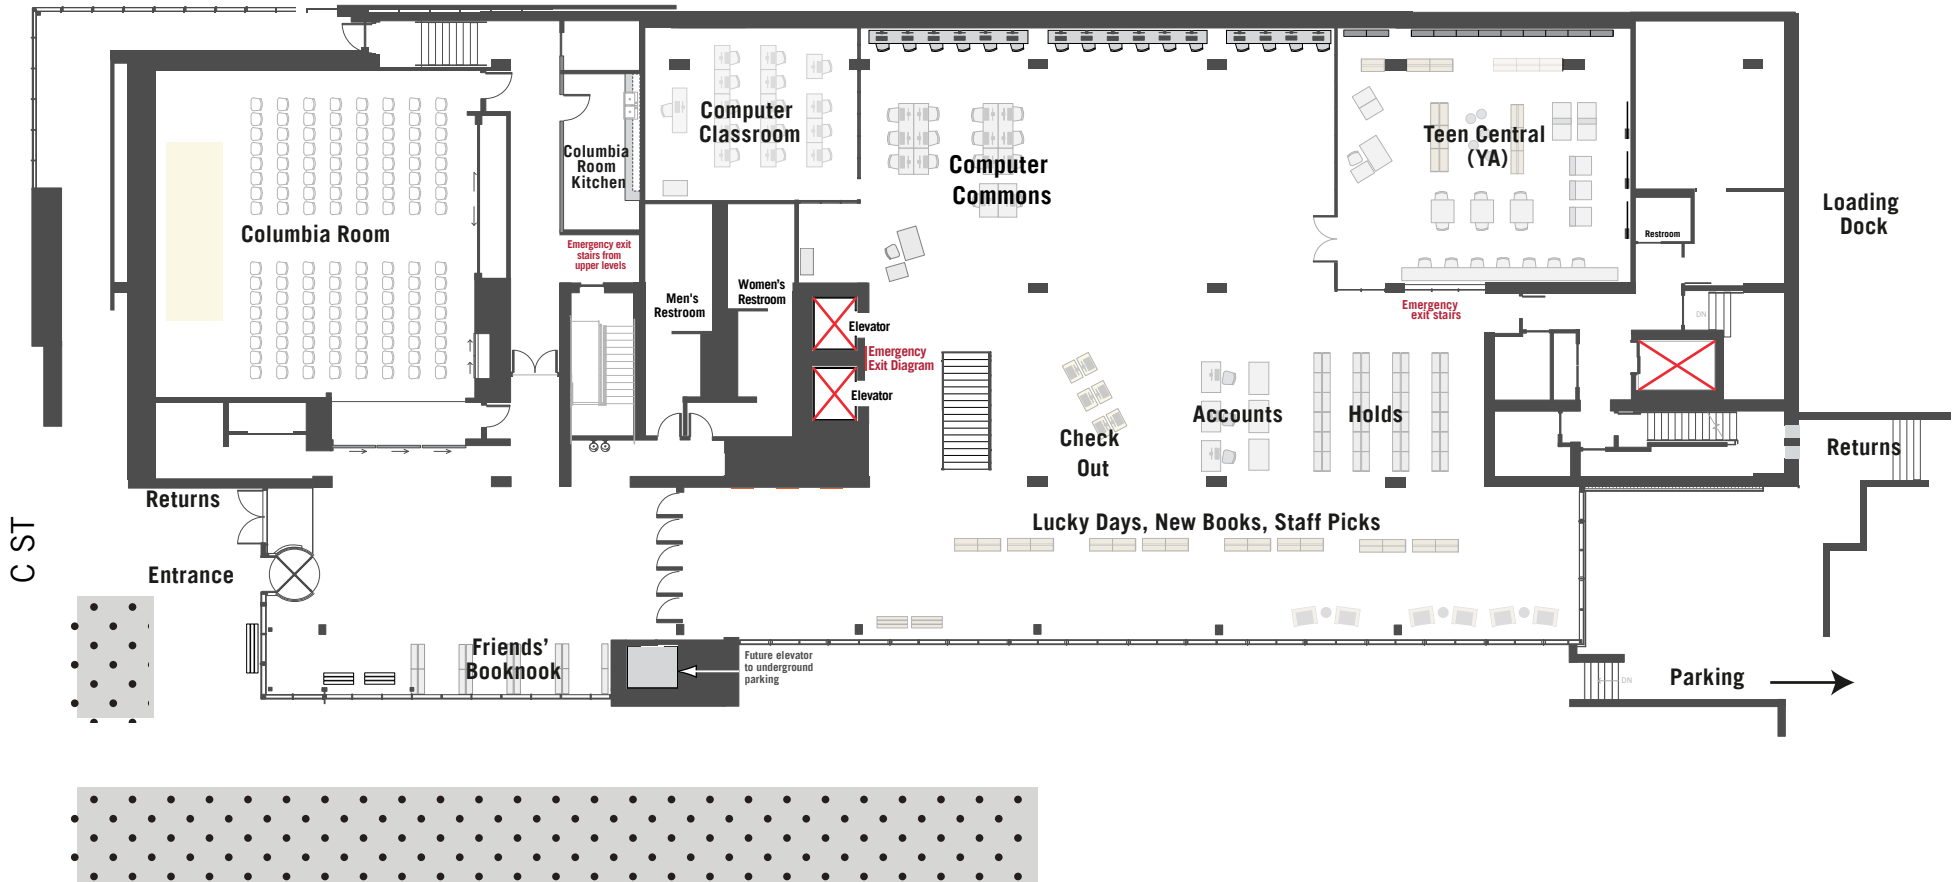 Computer
Classroom
Columbia
Room
Kitchen
Computer
Commons
Teen Central
(YA)
Loading
Dock
Columbia Room
Restroom
Emergency exit
stairs from
upper levels
Men's
Restroom
Women's
Restroom
Elevator
Emergency
Exit Diagram
Elevator
Emergency
exit stairs
DN
Check
Out
Accounts
Holds
Returns
Returns
Lucky Days, New Books, Staff Picks
C ST
Entrance
Friends'
Booknook
Future elevator
to underground
parking
DN
Parking